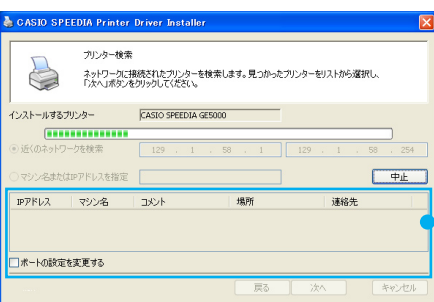 CASIO SPEEDIA Printer Driver Installer
プリンター検索
ネットワークに接続されたプリンターを検索します。見つかったプリンターをリストから選択し、
「次へ」ボタンをクリックしてください。
インストールするプリンター CASIO SPEEDIA GE5000
近くのネットワークを検索 129 . 1 . 58 . 1 129 . 1 . 58 . 254
マシン名またはIPアドレスを指定 中止
IPアドレス マシン名 コメント 場所 連絡先
ポートの設定を変更する
戻る 次へ キャンセル